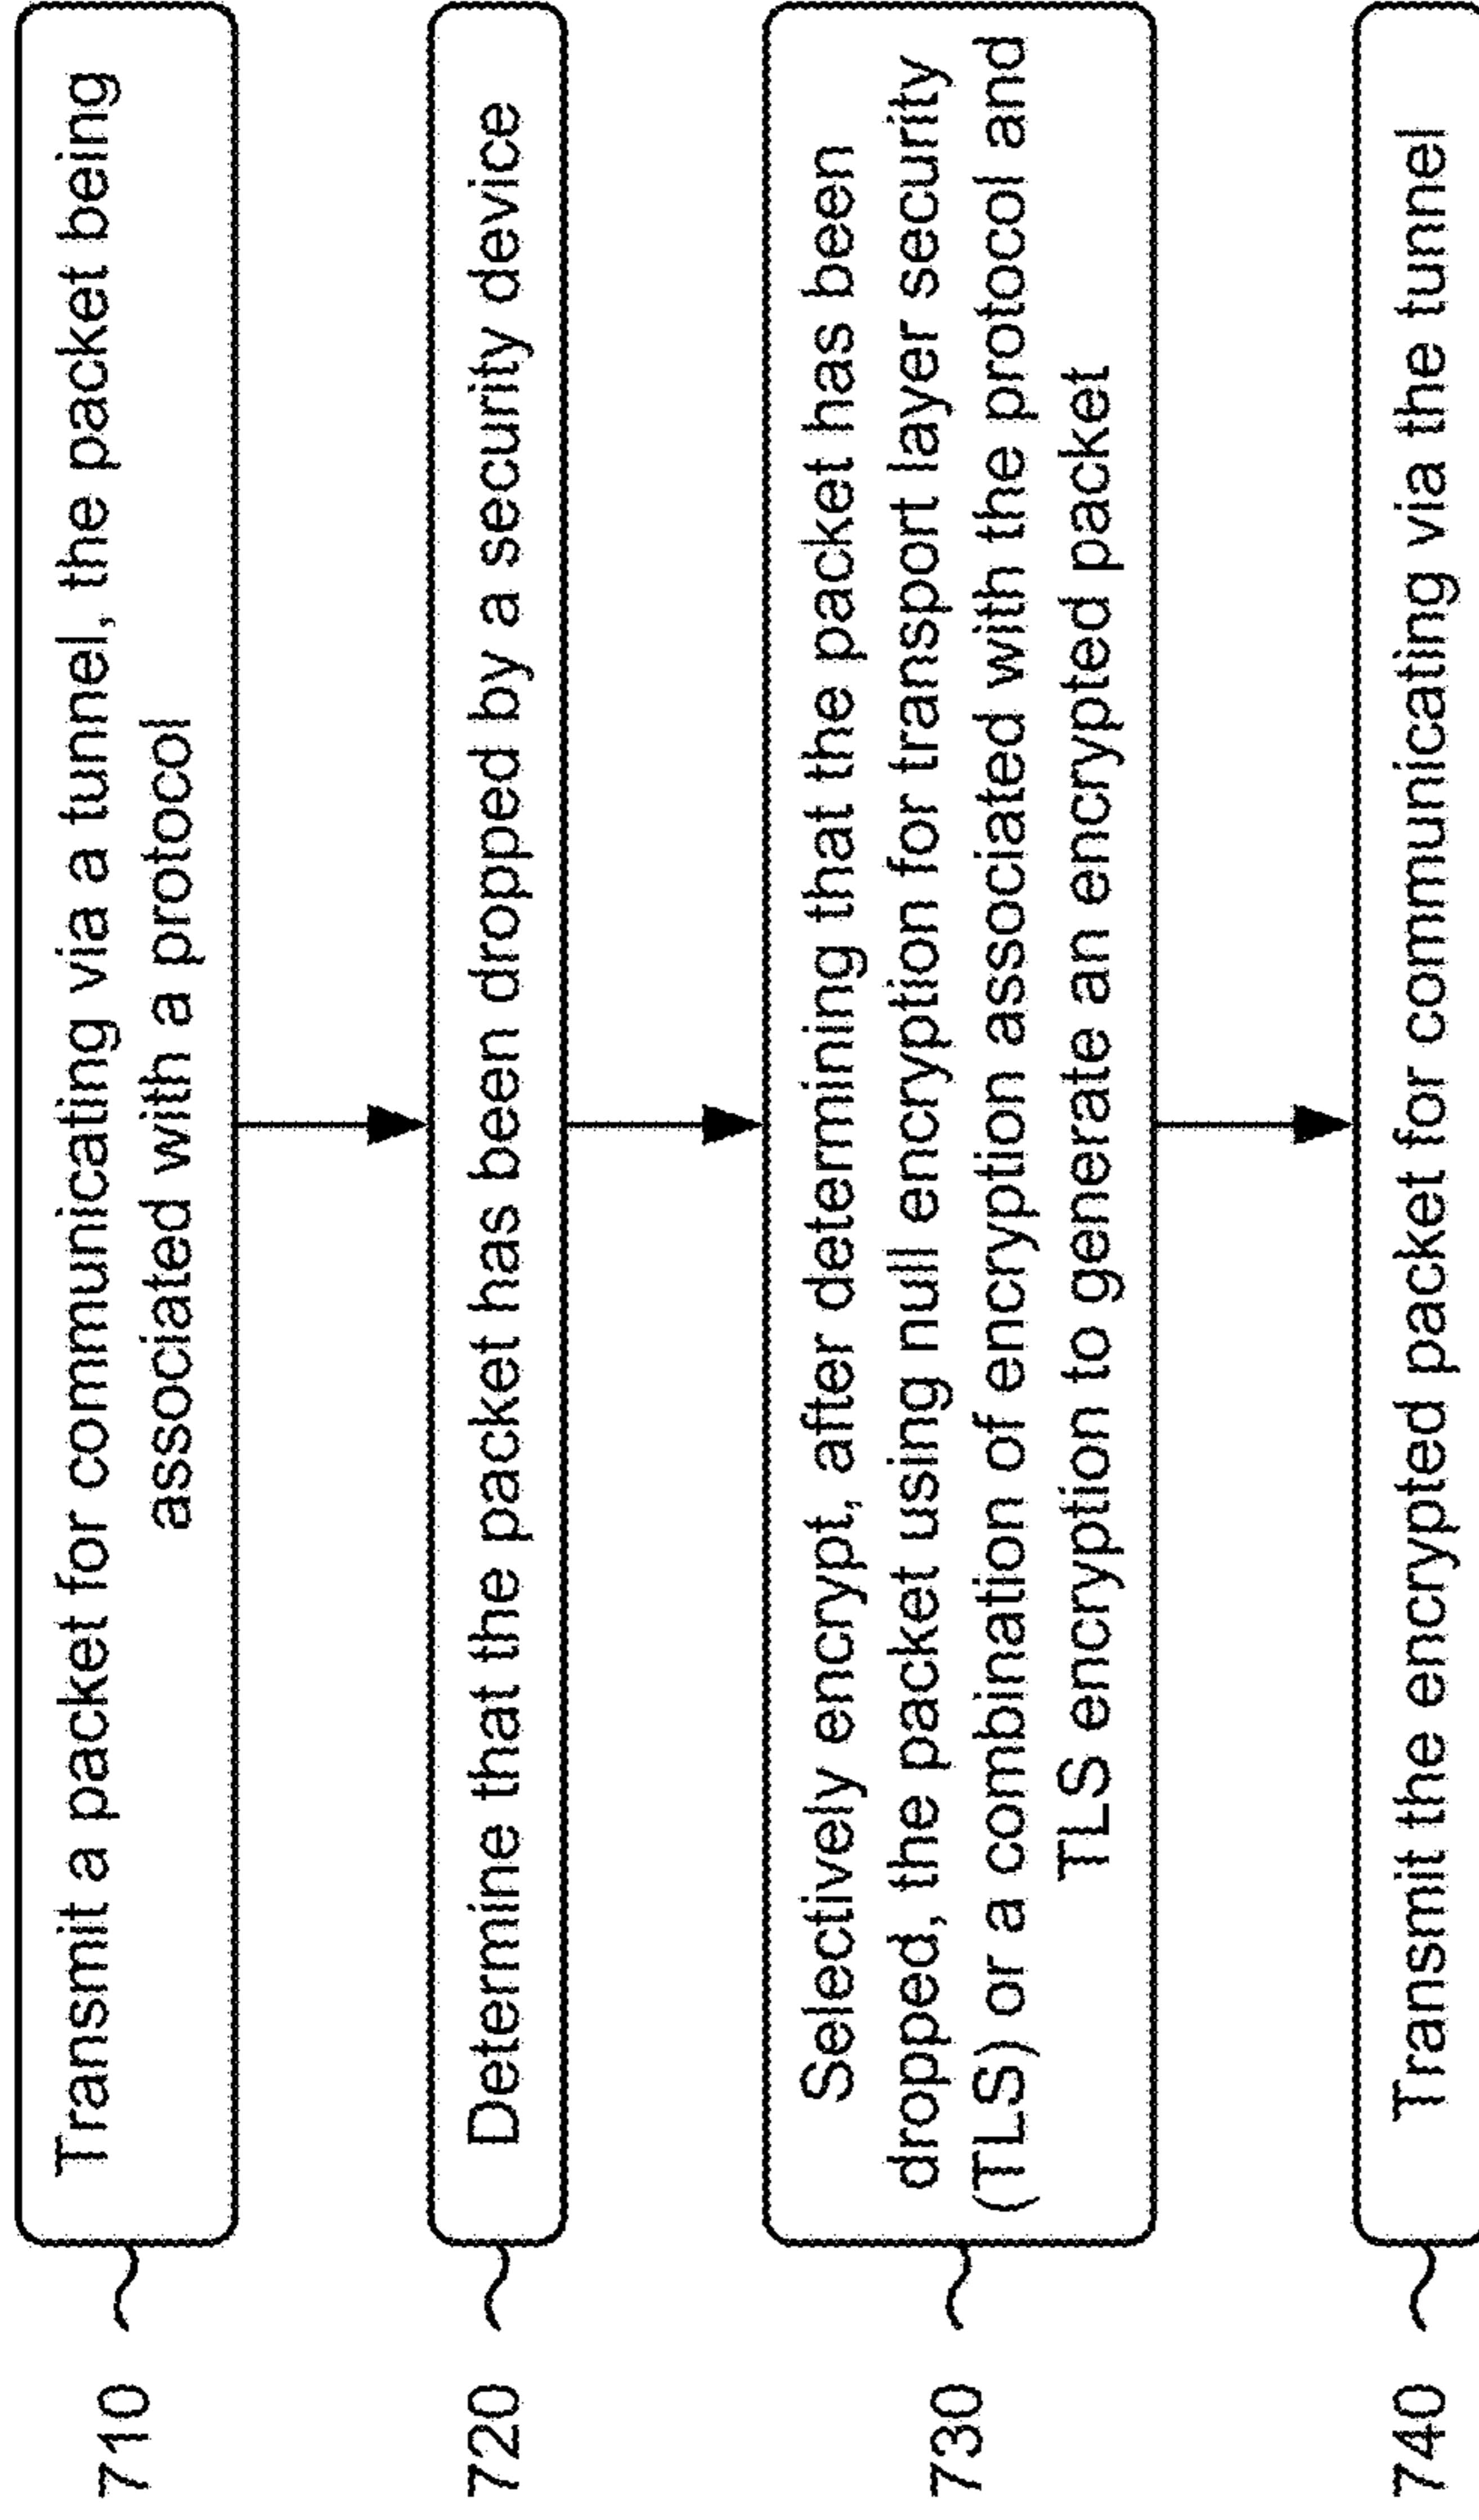 710
Transmit a packet for communicating via a tunnel, the packet being
associated with a protocol
720
Determine that the packet has been dropped by a security device
730
Selectively encrypt, after determining that the packet has been
dropped, the packet using null encryption for transport layer security
(TLS) or a combination of encryption associated with the protocol and
TLS encryption to generate an encrypted packet
740
Transmit the encrypted packet for communicating via the tunnel